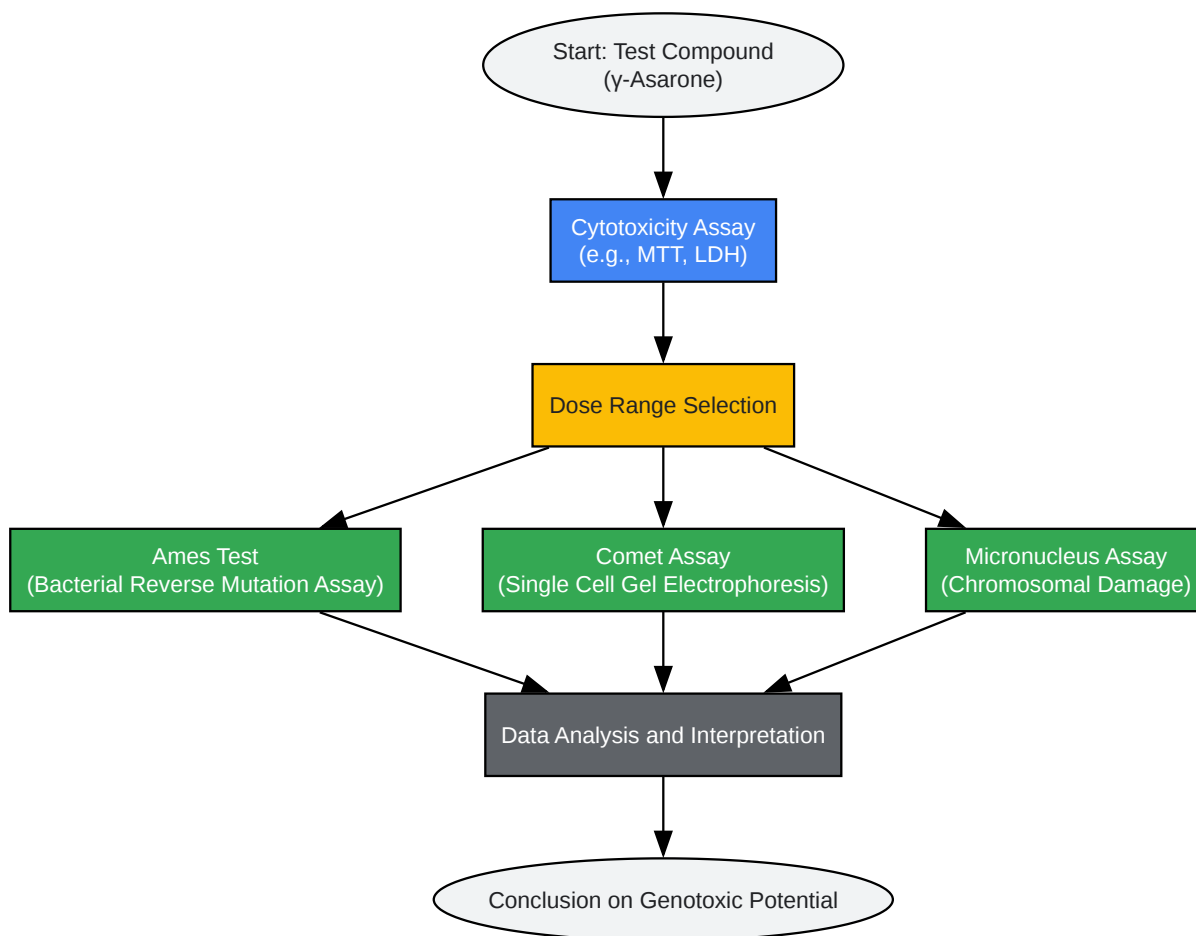 Start: Test Compound
(γ-Asarone)
Cytotoxicity Assay
(e.g., MTT, LDH)
Dose Range Selection
Ames Test
(Bacterial Reverse Mutation Assay)
Comet Assay
(Single Cell Gel Electrophoresis)
Micronucleus Assay
(Chromosomal Damage)
Data Analysis and Interpretation
Conclusion on Genotoxic Potential